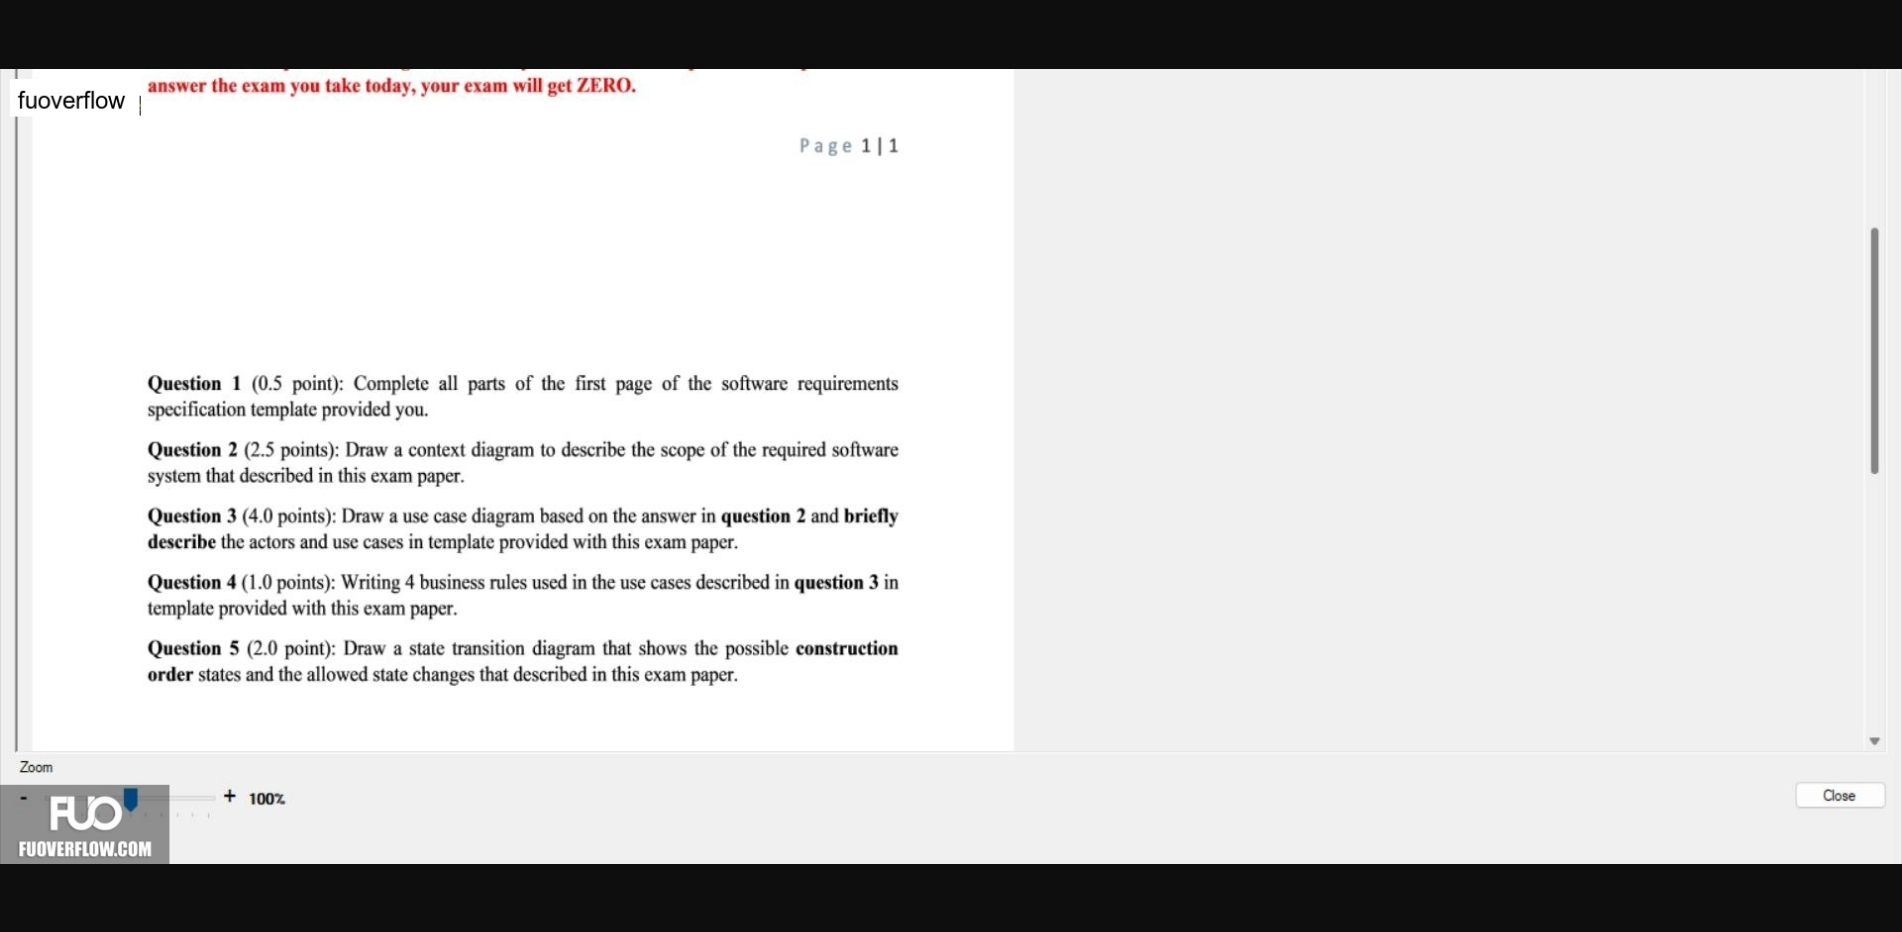 answer the exam you take today, your exam will get ZERO.
fuoverflow
Page 1|1
Question 1 (0.5 point): Complete all parts of the first page of the software requirements
specification template provided you.
Question 2 (2.5 points): Draw a context diagram to describe the scope of the required software
system that described in this exam paper.
Question 3 (4.0 points): Draw a use case diagram based on the answer in question 2 and briefly
describe the actors and use cases in template provided with this exam paper.
Question 4 (1.0 points): Writing 4 business rules used in the use cases described in question 3 in
template provided with this exam paper.
Question 5 (2.0 point): Draw a state transition diagram that shows the possible construction
order states and the allowed state changes that described in this exam paper.
Zoom
- + 100%
Close
FUO
FUOVERFLOW.COM